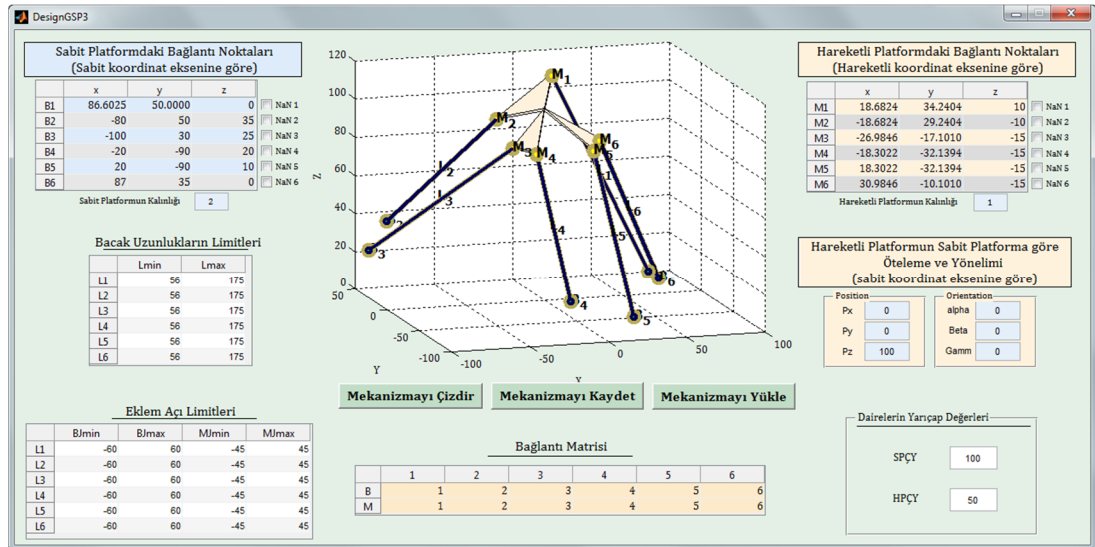 DesignGSP3
Sabit Platformdaki Bağlantı Noktaları
(Sabit koordinat eksenine göre)
x y z
B1 86.6025 50.0000 0 NaN 1
B2 -80 50 35 NaN 2
B3 -100 30 25 NaN 3
B4 -20 -90 20 NaN 4
B5 20 -90 10 NaN 5
B6 87 35 0 NaN 6
Sabit Platformun Kalınlığı 2
Bacak Uzunlukların Limitleri
Lmin Lmax
L1 56 175
L2 56 175
L3 56 175
L4 56 175
L5 56 175
L6 56 175
Eklem Açı Limitleri
BJmin BJmax MJmin MJmax
L1 -60 60 -45 45
L2 -60 60 -45 45
L3 -60 60 -45 45
L4 -60 60 -45 45
L5 -60 60 -45 45
L6 -60 60 -45 45
120
100
80
60
40
20
0
Z
50
0
-50
-100
Y
-100
-50
0
50
100
M1
M2
M3
M4
M6
L2
L3
2
3
4
5
6
Mekanizmayı Çizdir
Mekanizmayı Kaydet
Mekanizmayı Yükle
Bağlantı Matrisi
1 2 3 4 5 6
B 1 2 3 4 5 6
M 1 2 3 4 5 6
Hareketli Platformdaki Bağlantı Noktaları
(Hareketli koordinat eksenine göre)
x y z
M1 18.6824 34.2404 10 NaN 1
M2 -18.6824 29.2404 -10 NaN 2
M3 -26.9846 -17.1010 -15 NaN 3
M4 -18.3022 -32.1394 -15 NaN 4
M5 18.3022 -32.1394 -15 NaN 5
M6 30.9846 -10.1010 -15 NaN 6
Hareketli Platformun Kalınlığı 1
Hareketli Platformun Sabit Platforma göre
Öteleme ve Yönelimi
(sabit koordinat eksenine göre)
Position
Px 0
Py 0
Pz 100
Orientation
alpha 0
Beta 0
Gamm 0
Dairelerin Yarıçap Değerleri
SPÇY 100
HPÇY 50